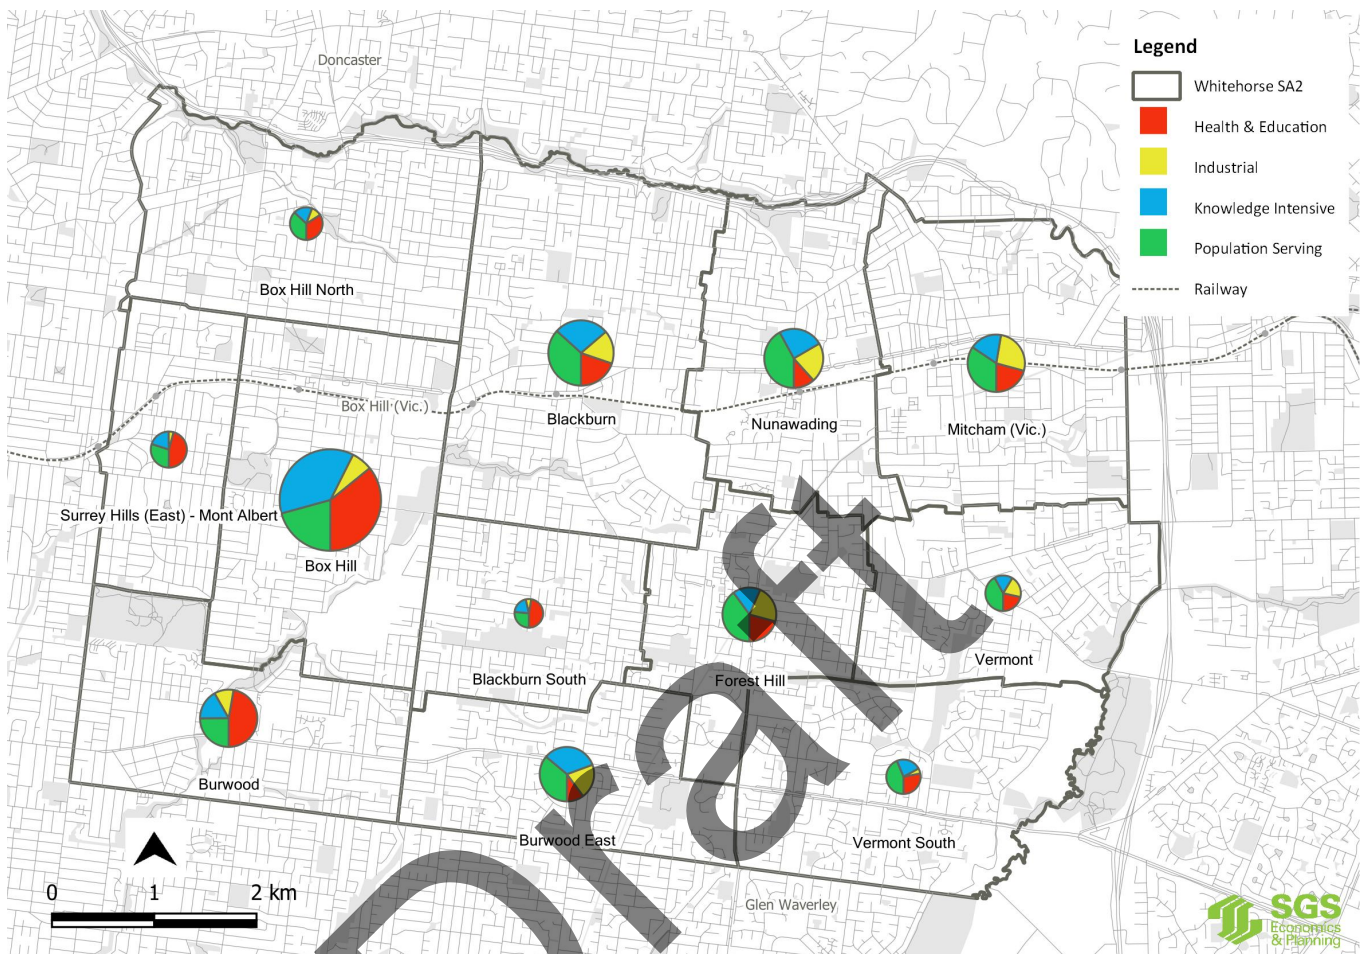 Doncaster
Legend
Whitehorse SA2
Health & Education
Industrial
Knowledge Intensive
Population Serving
Railway
Box Hill North
Box Hill (Vic.)
Blackburn
Nunawading
Mitcham (Vic.)
Surrey Hills (East) - Mont Albert
Box Hill
Blackburn South
Forest Hill
Vermont
Burwood
Burwood East
Vermont South
Glen Waverley
Draft
0 1 2 km
SGS
Economics
& Planning